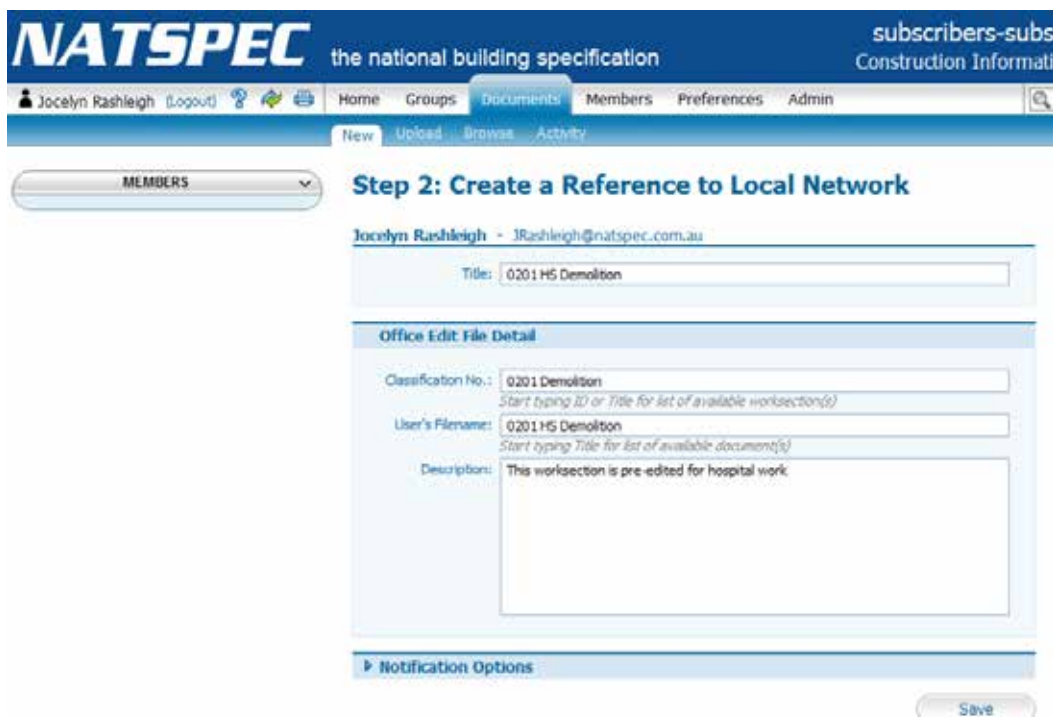 NATSPEC the national building specification
subscribers-subs
Construction Informati
Jocelyn Rashleigh (Logout)
Home Groups Documents Members Preferences Admin
New Upload Browse Activity
MEMBERS
Step 2: Create a Reference to Local Network
Jocelyn Rashleigh - JRashleigh@natspec.com.au
Title: 0201 HS Demolition
Office Edit File Detail
Classification No.: 0201 Demolition
Start typing ID or Title for list of available worksection(s)
User's Filename: 0201 HS Demolition
Start typing Title for list of available document(s)
Description: This worksection is pre-edited for hospital work
Notification Options
Save